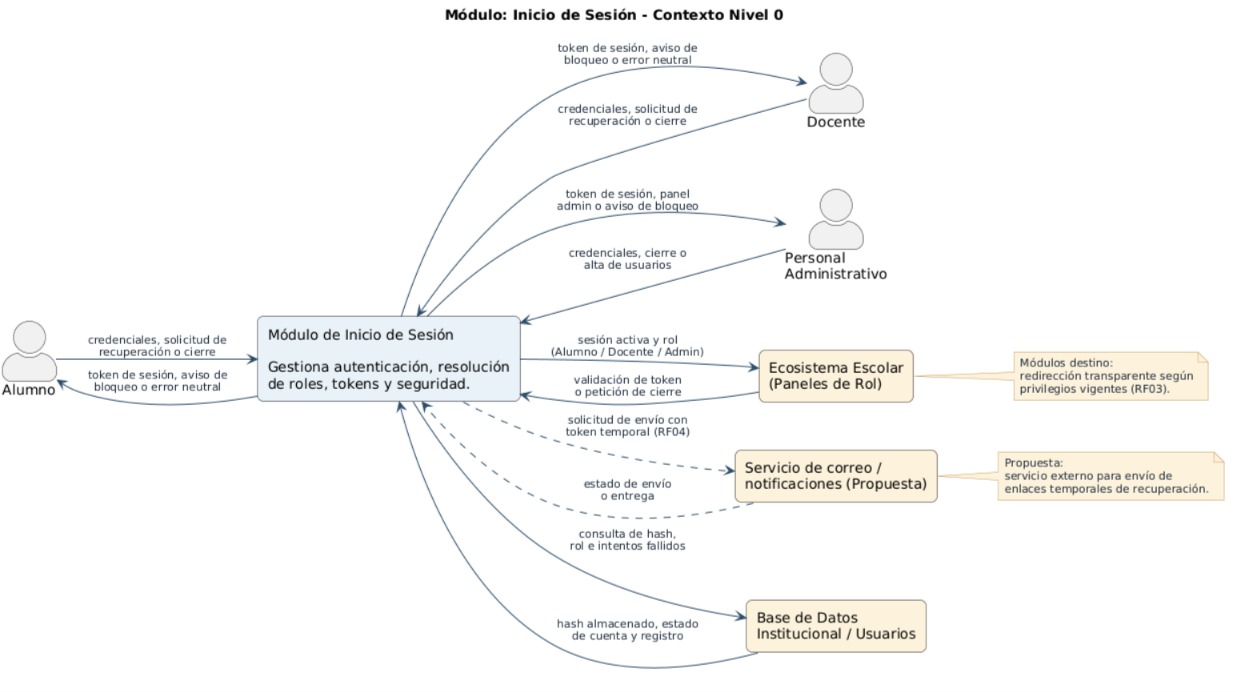 Módulo: Inicio de Sesión - Contexto Nivel 0
token de sesión, aviso de
bloqueo o error neutral
Docente
credenciales, solicitud de
recuperación o cierre
token de sesión, panel
admin o aviso de bloqueo
Personal
Administrativo
credenciales, cierre o
alta de usuarios
Módulo de Inicio de Sesión
Gestiona autenticación, resolución
de roles, tokens y seguridad.
credenciales, solicitud de
recuperación o cierre
token de sesión, aviso de
bloqueo o error neutral
Alumno
sesión activa y rol
(Alumno / Docente / Admin)
validación de token
o petición de cierre
Ecosistema Escolar
(Paneles de Rol)
Módulos destino:
redirección transparente según
privilegios vigentes (RF03).
solicitud de envío con
token temporal (RF04)
estado de envío
o entrega
Servicio de correo /
notificaciones (Propuesta)
Propuesta:
servicio externo para envío de
enlaces temporales de recuperación.
consulta de hash,
rol e intentos fallidos
hash almacenado, estado
de cuenta y registro
Base de Datos
Institucional / Usuarios